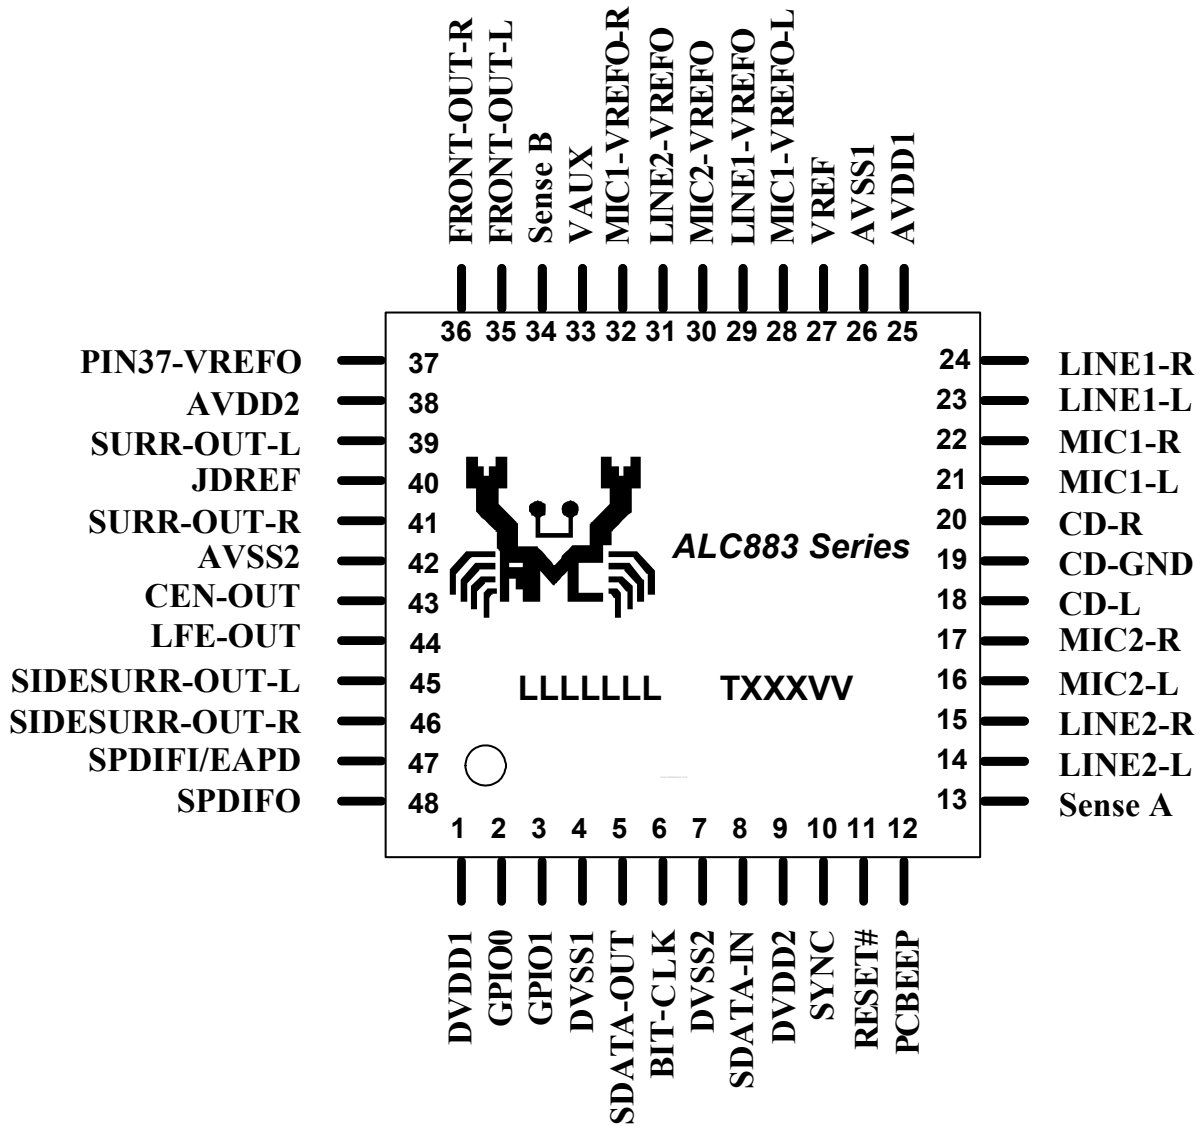 FRONT-OUT-R
FRONT-OUT-L
Sense B
VAUX
MIC1-VREFO-R
LINE2-VREFO
MIC2-VREFO
LINE1-VREFO
MIC1-VREFO-L
VREF
AVSS1
AVDD1
36 35 34 33 32 31 30 29 28 27 26 25
PIN37-VREFO 37 24 LINE1-R
AVDD2 38 23 LINE1-L
SURR-OUT-L 39 22 MIC1-R
JDREF 40 21 MIC1-L
SURR-OUT-R 41 20 CD-R
ALC883 Series
AVSS2 42 19 CD-GND
CEN-OUT 43 18 CD-L
LFE-OUT 44 17 MIC2-R
SIDESURR-OUT-L 45 LLLLLLL TXXXVV 16 MIC2-L
SIDESURR-OUT-R 46 15 LINE2-R
SPDIFI/EAPD 47 14 LINE2-L
SPDIFO 48 13 Sense A
1 2 3 4 5 6 7 8 9 10 11 12
DVDD1
GPIO0
GPIO1
DVSS1
SDATA-OUT
BIT-CLK
DVSS2
SDATA-IN
DVDD2
SYNC
RESET#
PCBEEP